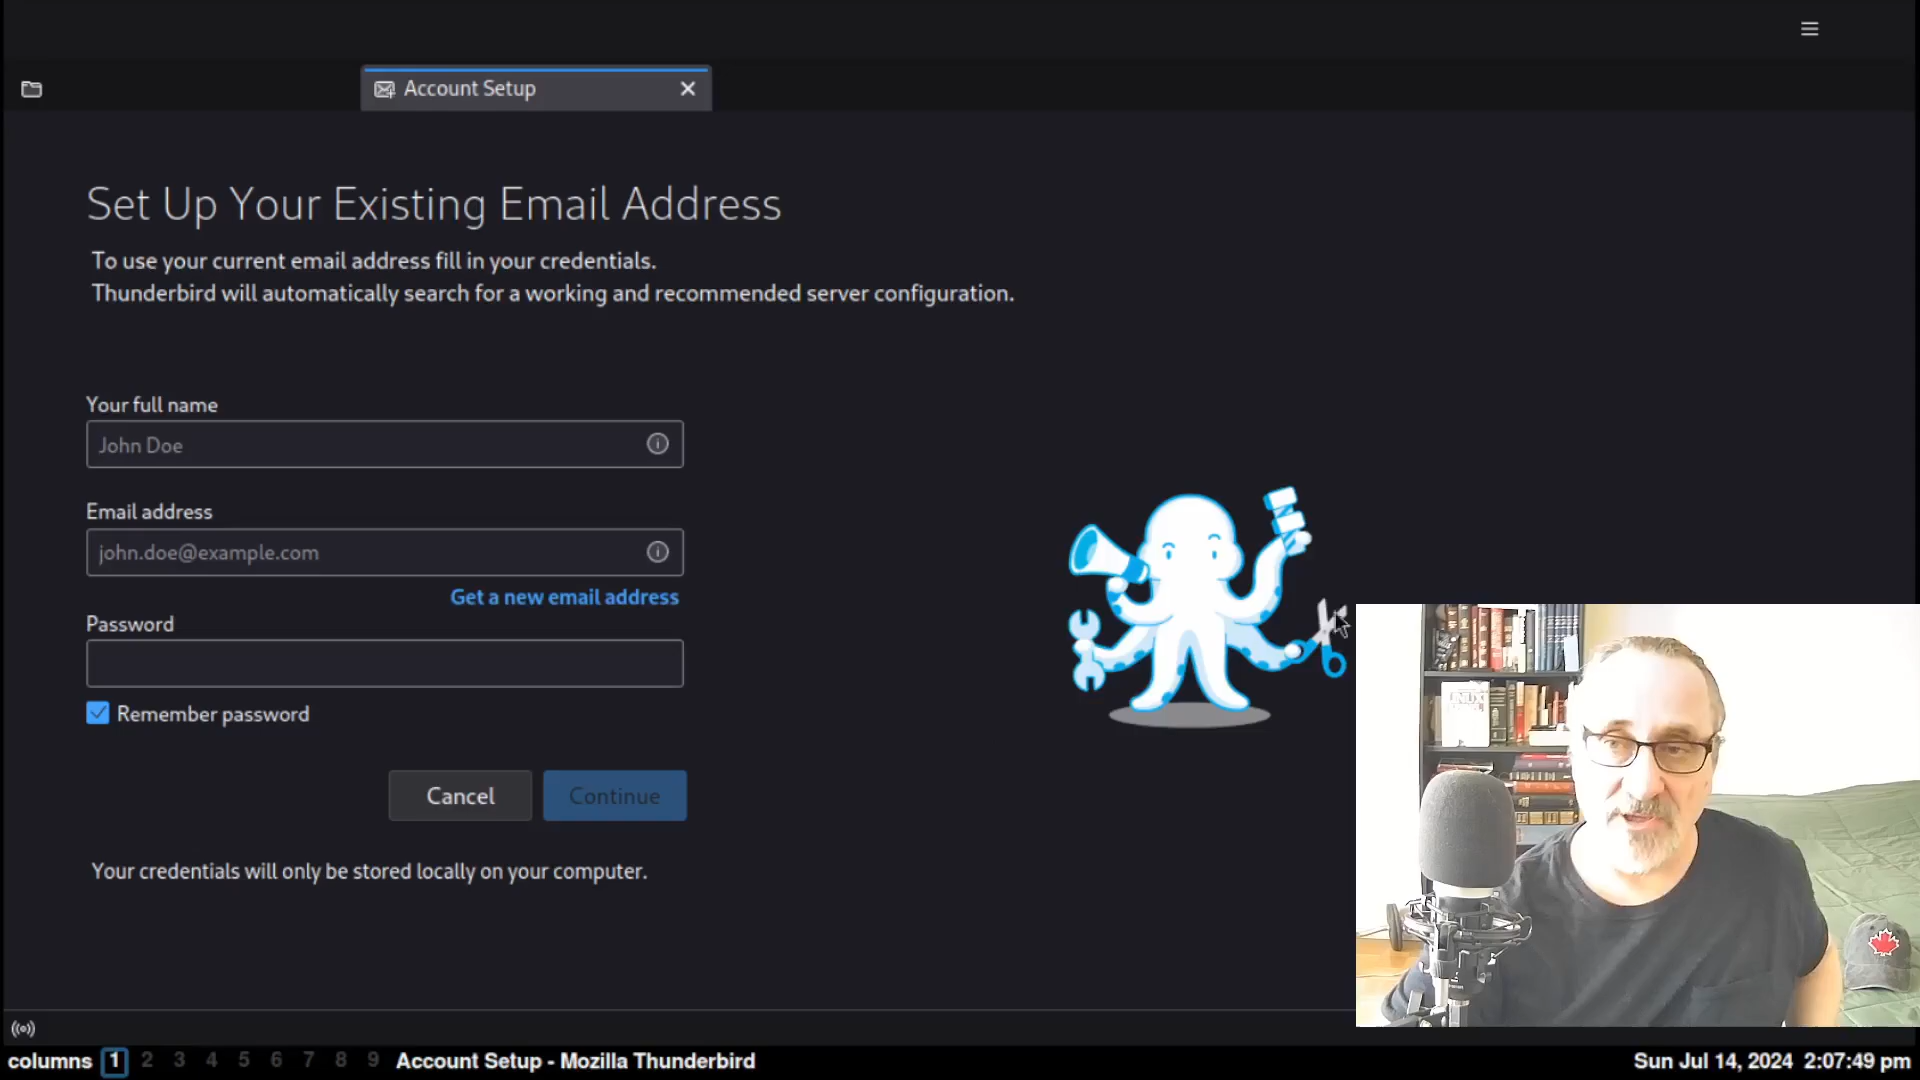 Account Setup
Set Up Your Existing Email Address
To use your current email address fill in your credentials.
Thunderbird will automatically search for a working and recommended server configuration.
Your full name
John Doe
Email address
john.doe@example.com
Get a new email address
Password
Remember password
Cancel
Continue
Your credentials will only be stored locally on your computer.
LINUX
columns 1 2 3 4 5 6 7 8 9 Account Setup - Mozilla Thunderbird
Sun Jul 14, 2024 2:07:49 pm